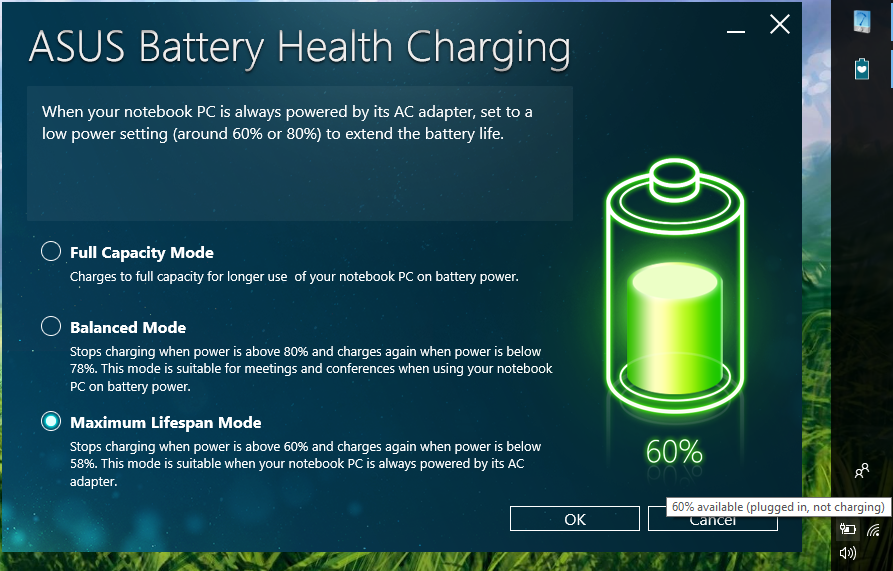 ASUS Battery Health Charging
When your notebook PC is always powered by its AC adapter, set to a
low power setting (around 60% or 80%) to extend the battery life.
Full Capacity Mode
Charges to full capacity for longer use  of your notebook PC on battery power.
Balanced Mode
Stops charging when power is above 80% and charges again when power is below
78%. This mode is suitable for meetings and conferences when using your notebook
PC on battery power.
Maximum Lifespan Mode
Stops charging when power is above 60% and charges again when power is below
58%. This mode is suitable when your notebook PC is always powered by its AC
adapter.
60%
60% available (plugged in, not charging)
OK
Cancel